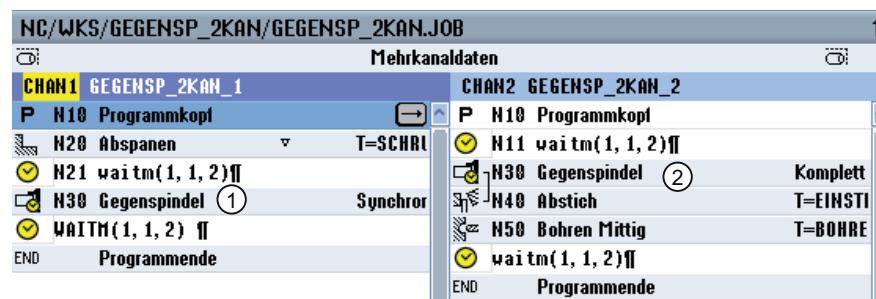 NC/WKS/GEGENSP_2KAN/GEGENSP_2KAN.JOB
Mehrkanaldaten
CHAN1 GEGENSP_2KAN_1
P N10 Programmkopf
N20 Abspanen ▿ T=SCHRU
N21 waitm(1, 1, 2)¶
N30 Gegenspindel 1 Synchror
WAITM(1, 1, 2) ¶
END Programmende
CHAN2 GEGENSP_2KAN_2
P N10 Programmkopf
N11 waitm(1, 1, 2)¶
N30 Gegenspindel 2 Komplett
N40 Abstich T=EINSTI
N50 Bohren Mittig T=BOHRE
waitm(1, 1, 2)¶
END Programmende